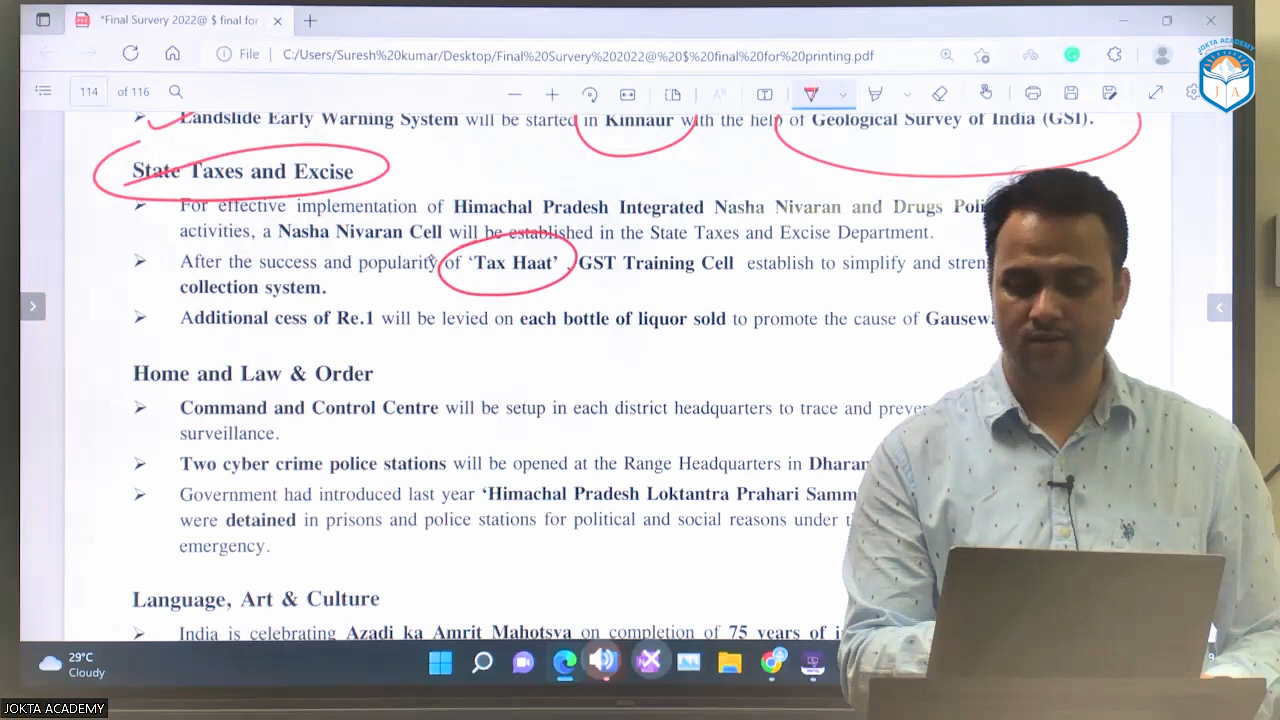 *Final Survery 2022@ $ final for
JOKTA ACADEMY
File
C:/Users/Suresh%20kumar/Desktop/Final%20Survery%202022@%20$%20final%20for%20printing.pdf
114 of 116
Landslide Early Warning System will be started in Kinnaur with the help of Geological Survey of India (GSI).
J A
State Taxes and Excise
For effective implementation of Himachal Pradesh Integrated Nasha Nivaran and Drugs
activities, a Nasha Nivaran Cell will be established in the State Taxes and Excise Department.
After the success and popularity of ‘Tax Haat’ , GST Training Cell establish to simplify and
collection system.
Additional cess of Re.1 will be levied on each bottle of liquor sold to promote the cause of
Home and Law & Order
Command and Control Centre will be setup in each district headquarters to trace and
surveillance.
Two cyber crime police stations will be opened at the Range Headquarters in
Government had introduced last year ‘Himachal Pradesh Loktantra Prahari
were detained in prisons and police stations for political and social reasons under
emergency.
Language, Art & Culture
India is celebrating Azadi ka Amrit Mahotsva on completion of 75 years of
29°C
Cloudy
JOKTA ACADEMY